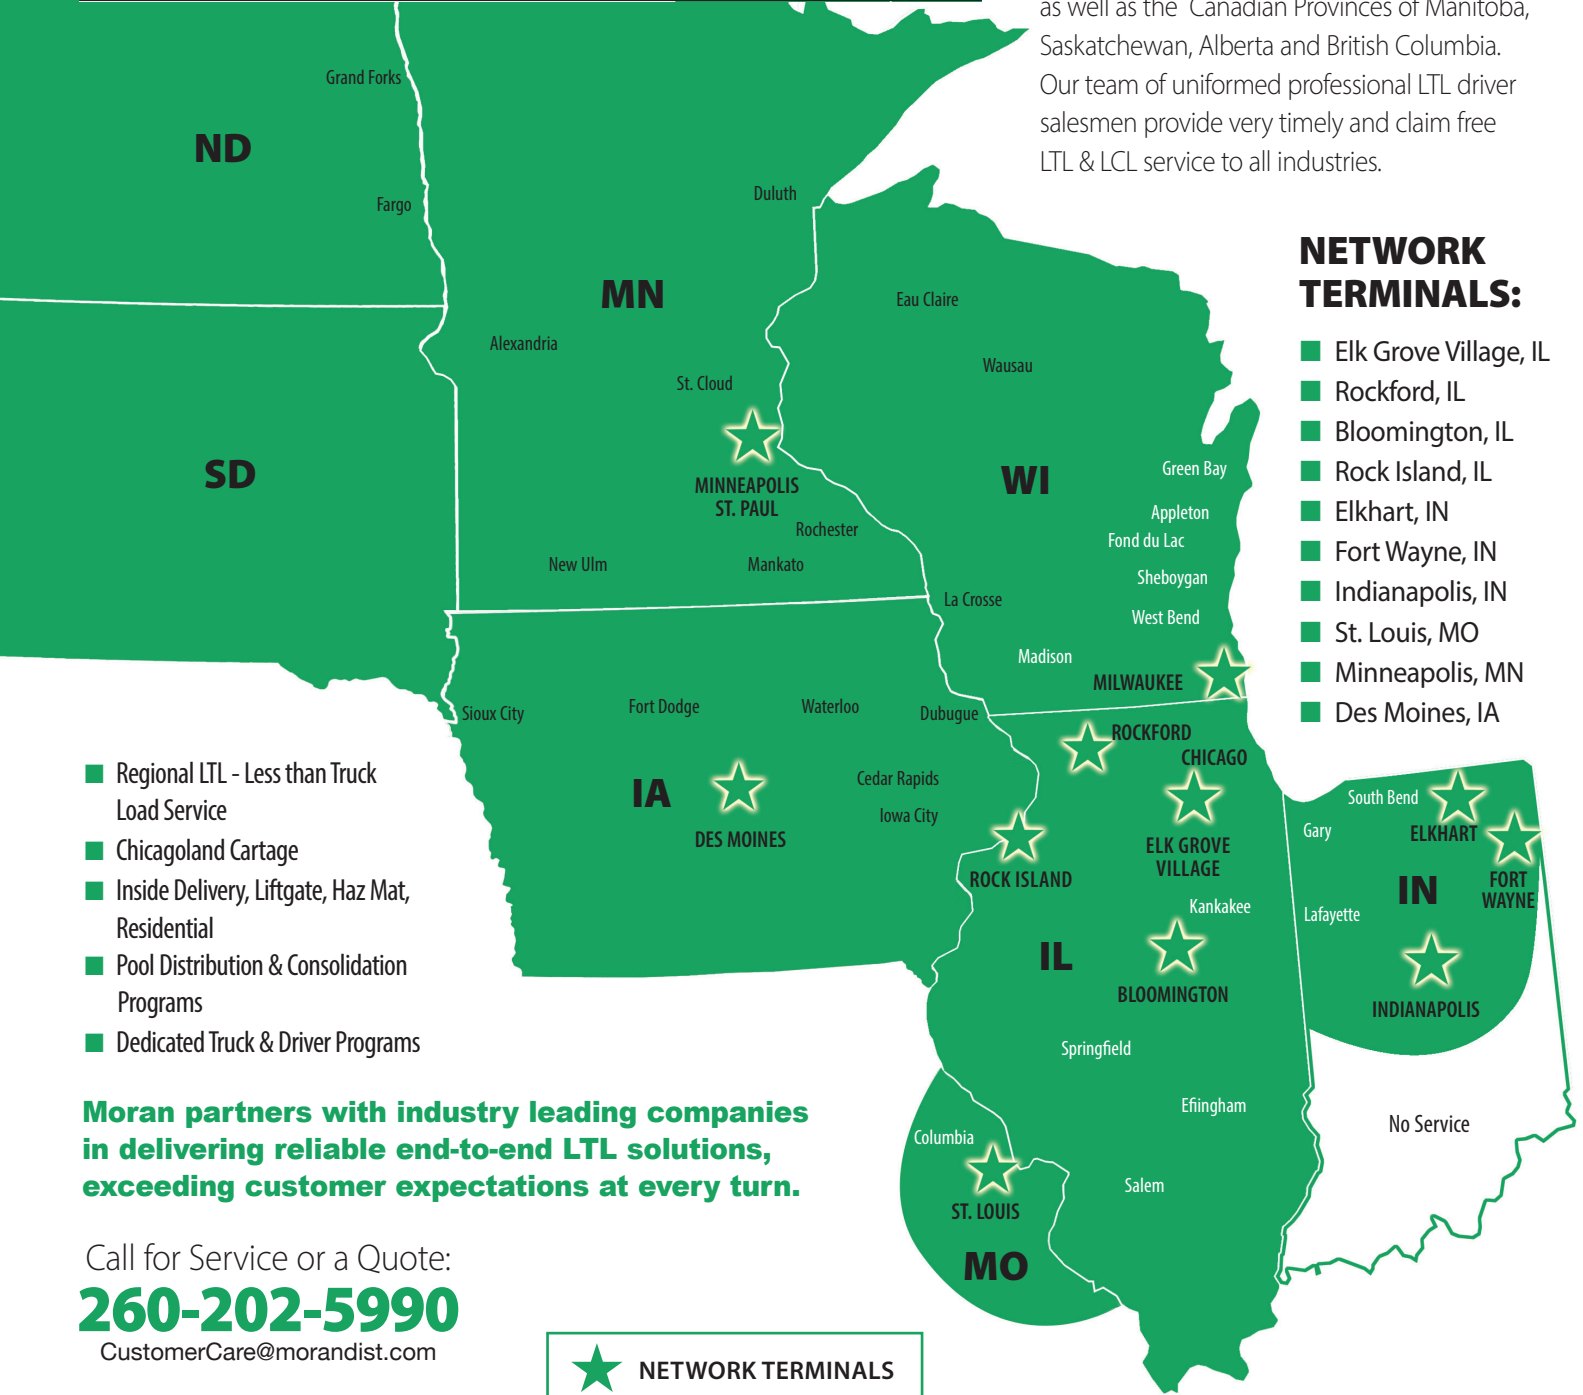 as well as the Canadian Provinces of Manitoba,
Saskatchewan, Alberta and British Columbia.
Our team of uniformed professional LTL driver
salesmen provide very timely and claim free
LTL & LCL service to all industries.
NETWORK
TERMINALS:
Elk Grove Village, IL
Rockford, IL
Bloomington, IL
Rock Island, IL
Elkhart, IN
Fort Wayne, IN
Indianapolis, IN
St. Louis, MO
Minneapolis, MN
Des Moines, IA
Grand Forks
ND
Fargo
Duluth
MN
Alexandria
St. Cloud
MINNEAPOLIS
ST. PAUL
Rochester
New Ulm
Mankato
SD
Eau Claire
Wausau
WI
Green Bay
Appleton
Fond du Lac
Sheboygan
La Crosse
West Bend
Madison
MILWAUKEE
Sioux City
Fort Dodge
Waterloo
Dubugue
IA
Cedar Rapids
Iowa City
DES MOINES
ROCKFORD
CHICAGO
ELK GROVE
VILLAGE
ROCK ISLAND
Kankakee
IL
BLOOMINGTON
Springfield
Efiingham
Salem
South Bend
Gary
ELKHART
IN
FORT
WAYNE
Lafayette
INDIANAPOLIS
No Service
Columbia
ST. LOUIS
MO
Regional LTL - Less than Truck
Load Service
Chicagoland Cartage
Inside Delivery, Liftgate, Haz Mat,
Residential
Pool Distribution & Consolidation
Programs
Dedicated Truck & Driver Programs
Moran partners with industry leading companies
in delivering reliable end-to-end LTL solutions,
exceeding customer expectations at every turn.
Call for Service or a Quote:
260-202-5990
CustomerCare@morandist.com
NETWORK TERMINALS